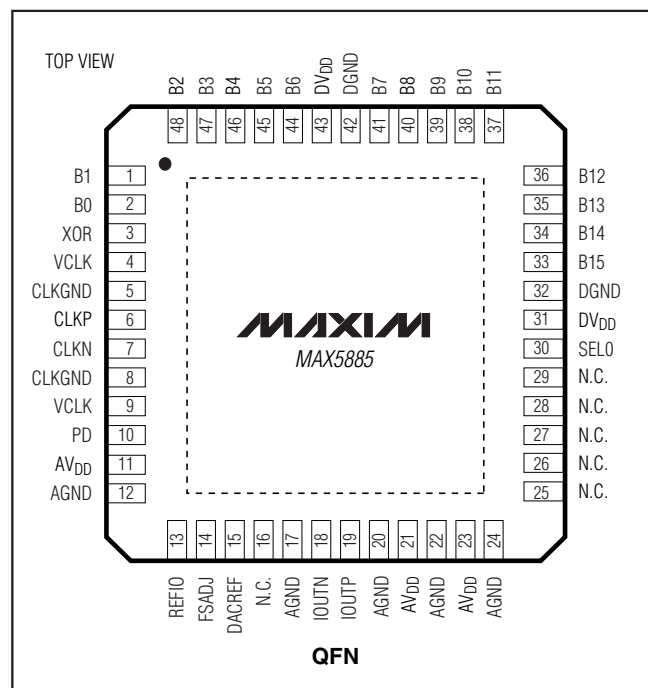 TOP VIEW
B2 B3 B4 B5 B6 DVDD DGND B7 B8 B9 B10 B11
48 47 46 45 44 43 42 41 40 39 38 37
B1 1
B0 2
XOR 3
VCLK 4
CLKGND 5
CLKP 6
CLKN 7
CLKGND 8
VCLK 9
PD 10
AVDD 11
AGND 12
MAXIM
MAX5885
36 B12
35 B13
34 B14
33 B15
32 DGND
31 DVDD
30 SEL0
29 N.C.
28 N.C.
27 N.C.
26 N.C.
25 N.C.
13 14 15 16 17 18 19 20 21 22 23 24
REFIO FSADJ DACREF N.C. AGND IOUTN IOUTP AGND AVDD AGND AVDD AGND
QFN